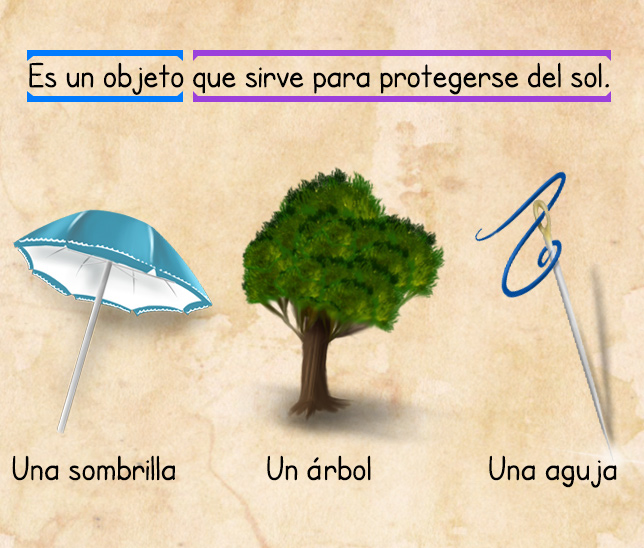 Es un objeto que sirve para protegerse del sol.
Una sombrilla
Un árbol
Una aguja